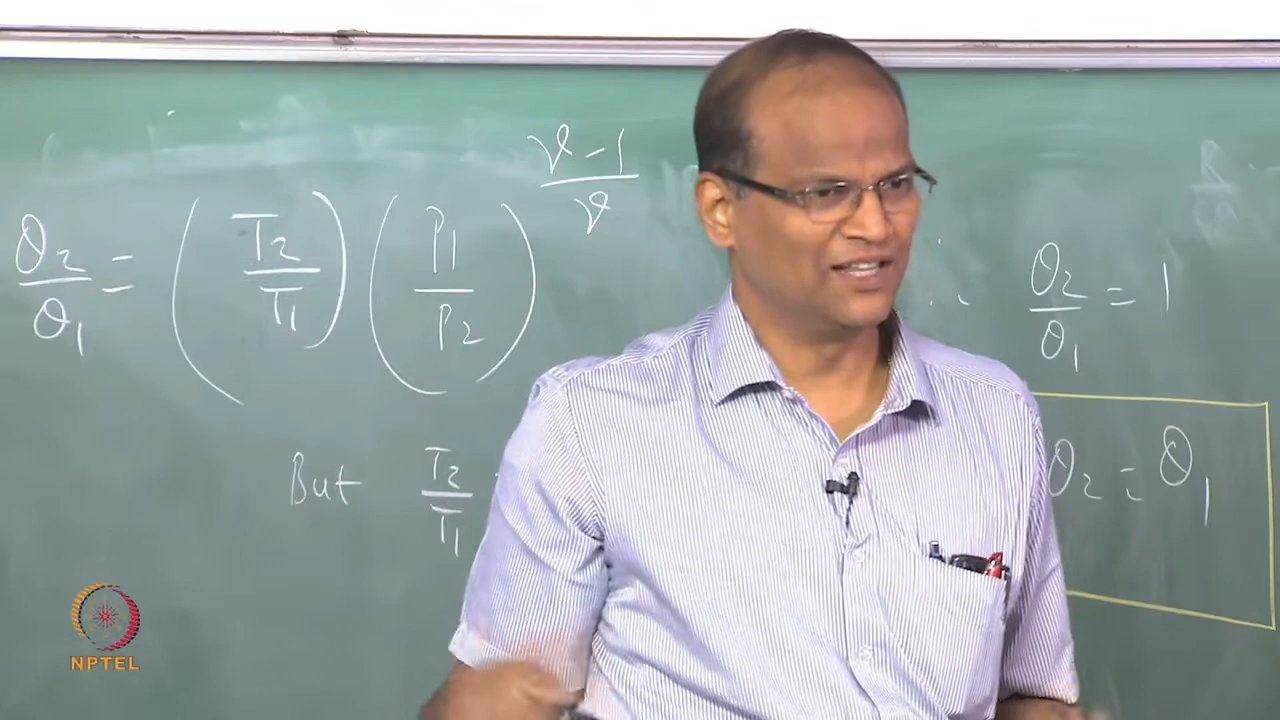 θ₂/θ₁ = (T₂/T₁) (P₁/P₂)^((γ-1)/γ)
But T₂/T₁
∴ θ₂/θ₁ = 1
θ₂ = θ₁
NPTEL